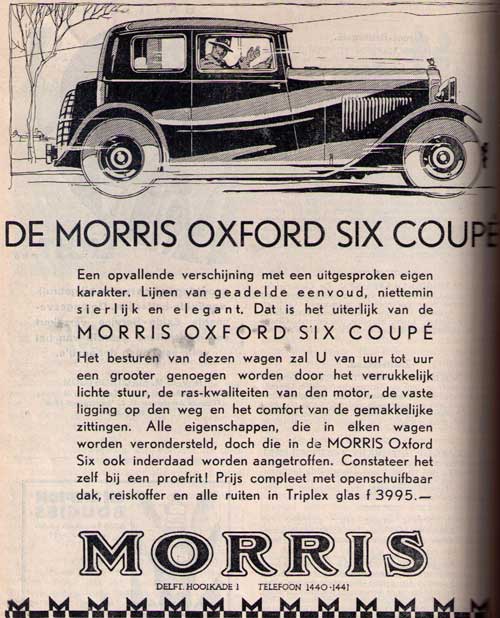 DE MORRIS OXFORD SIX COUPE
Een opvallende verschijning met een uitgesproken eigen
karakter. Lijnen van geadelde eenvoud, niettemin
sierlijk en elegant. Dat is het uiterlijk van de
MORRIS OXFORD SIX COUPÉ
Het besturen van dezen wagen zal U van uur tot uur
een grooter genoegen worden door het verrukkelijk
lichte stuur, de ras-kwaliteiten van den motor, de vaste
ligging op den weg en het comfort van de gemakkelijke
zittingen. Alle eigenschappen, die in elken wagen
worden verondersteld, doch die in de MORRIS Oxford
Six ook inderdaad worden aangetroffen. Constateer het
zelf bij een proefrit! Prijs compleet met openschuifbaar
dak, reiskoffer en alle ruiten in Triplex glas f 3995.—
MORRIS
DELFT. HOOIKADE 1 TELEFOON 1440-1441